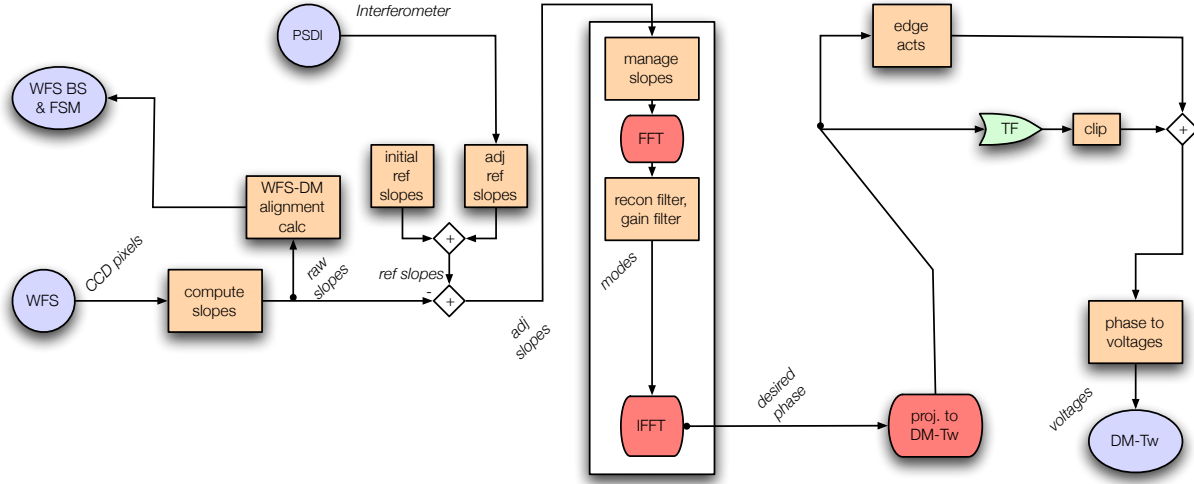 Interferometer
PSDI
WFS BS
& FSM
initial
ref
slopes
adj
ref
slopes
WFS-DM
alignment
calc
+
CCD pixels
raw
slopes
ref slopes
WFS
compute
slopes
-
+
adj
slopes
manage
slopes
FFT
recon filter,
gain filter
modes
IFFT
desired
phase
proj. to
DM-Tw
edge
acts
TF
clip
+
phase to
voltages
voltages
DM-Tw